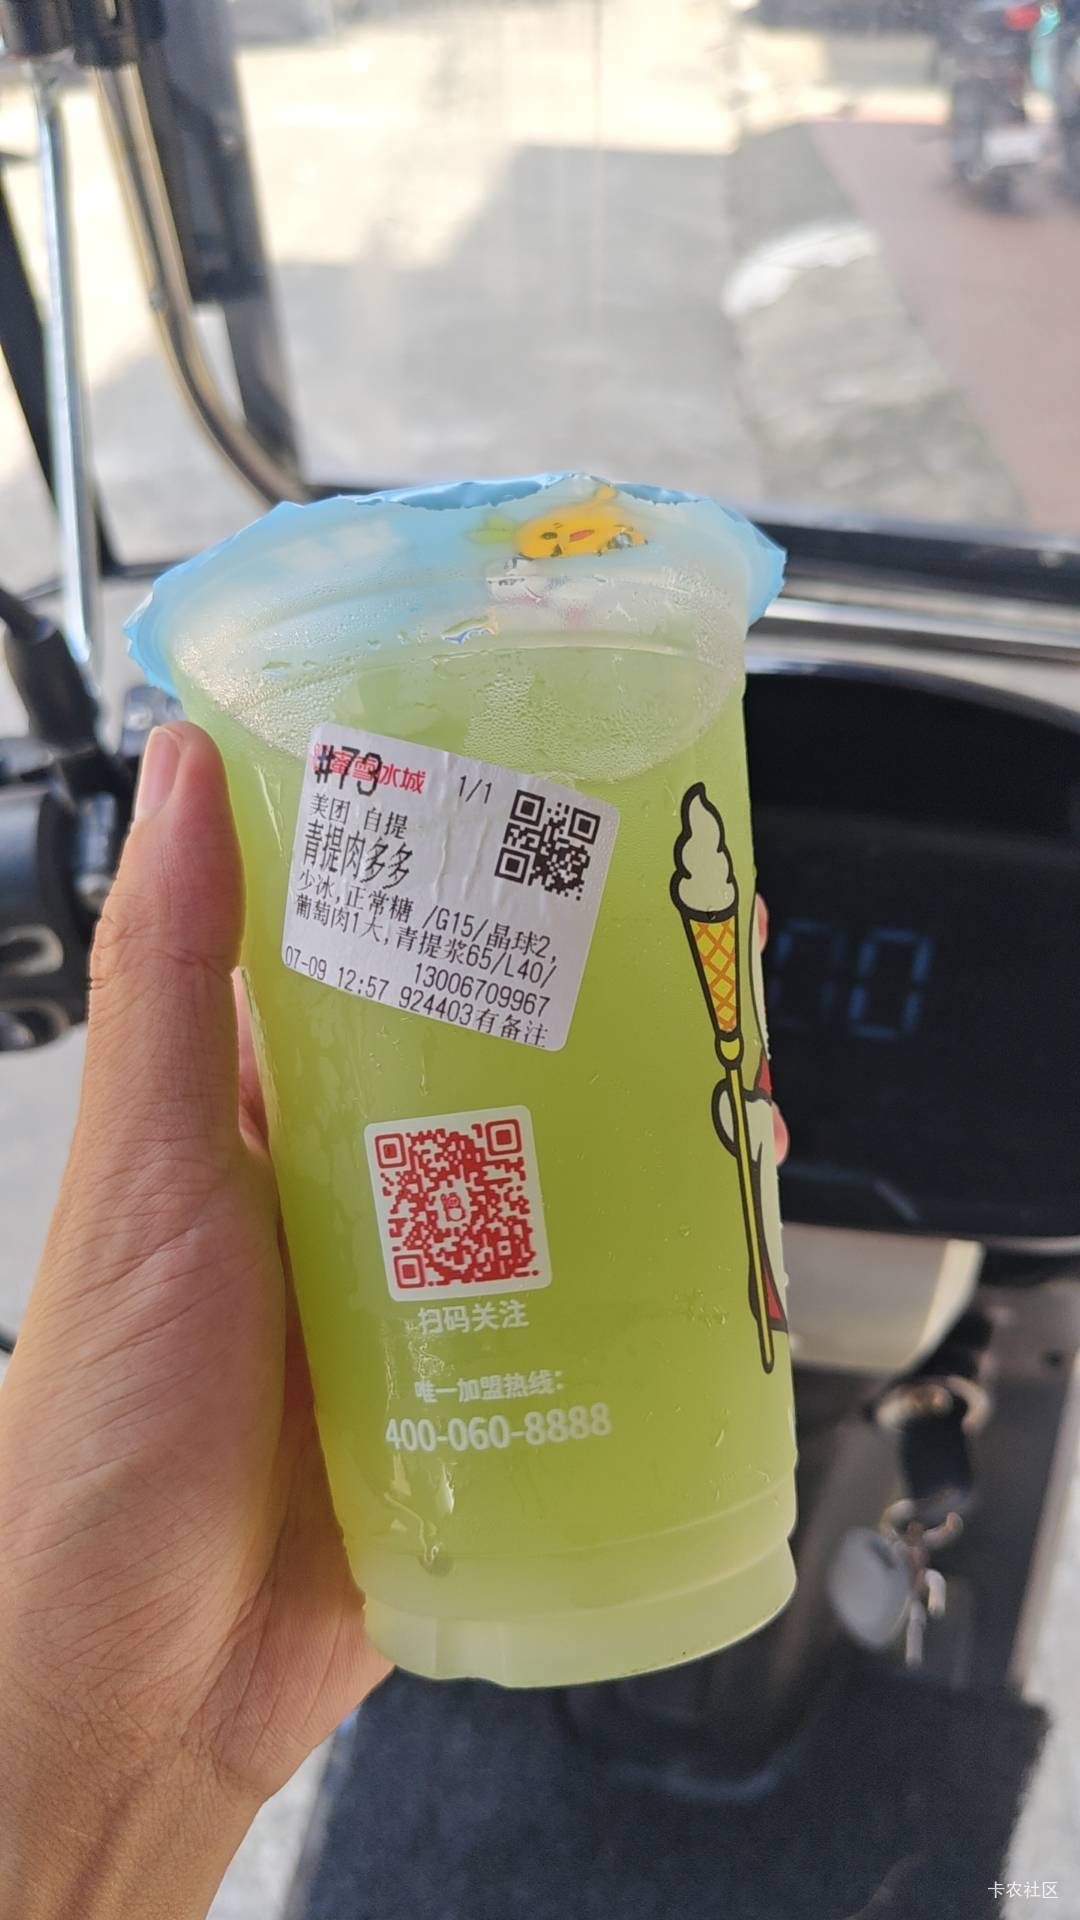 #73
蜜雪冰城
1/1
美团 自提
青提肉多多
少冰,正常糖 /G15/晶球2,
葡萄肉1大,青提浆65/L40/
13006709967
07-09 12:57 924403有备注
扫码关注
唯一加盟热线:
400-060-8888
00
卡农社区